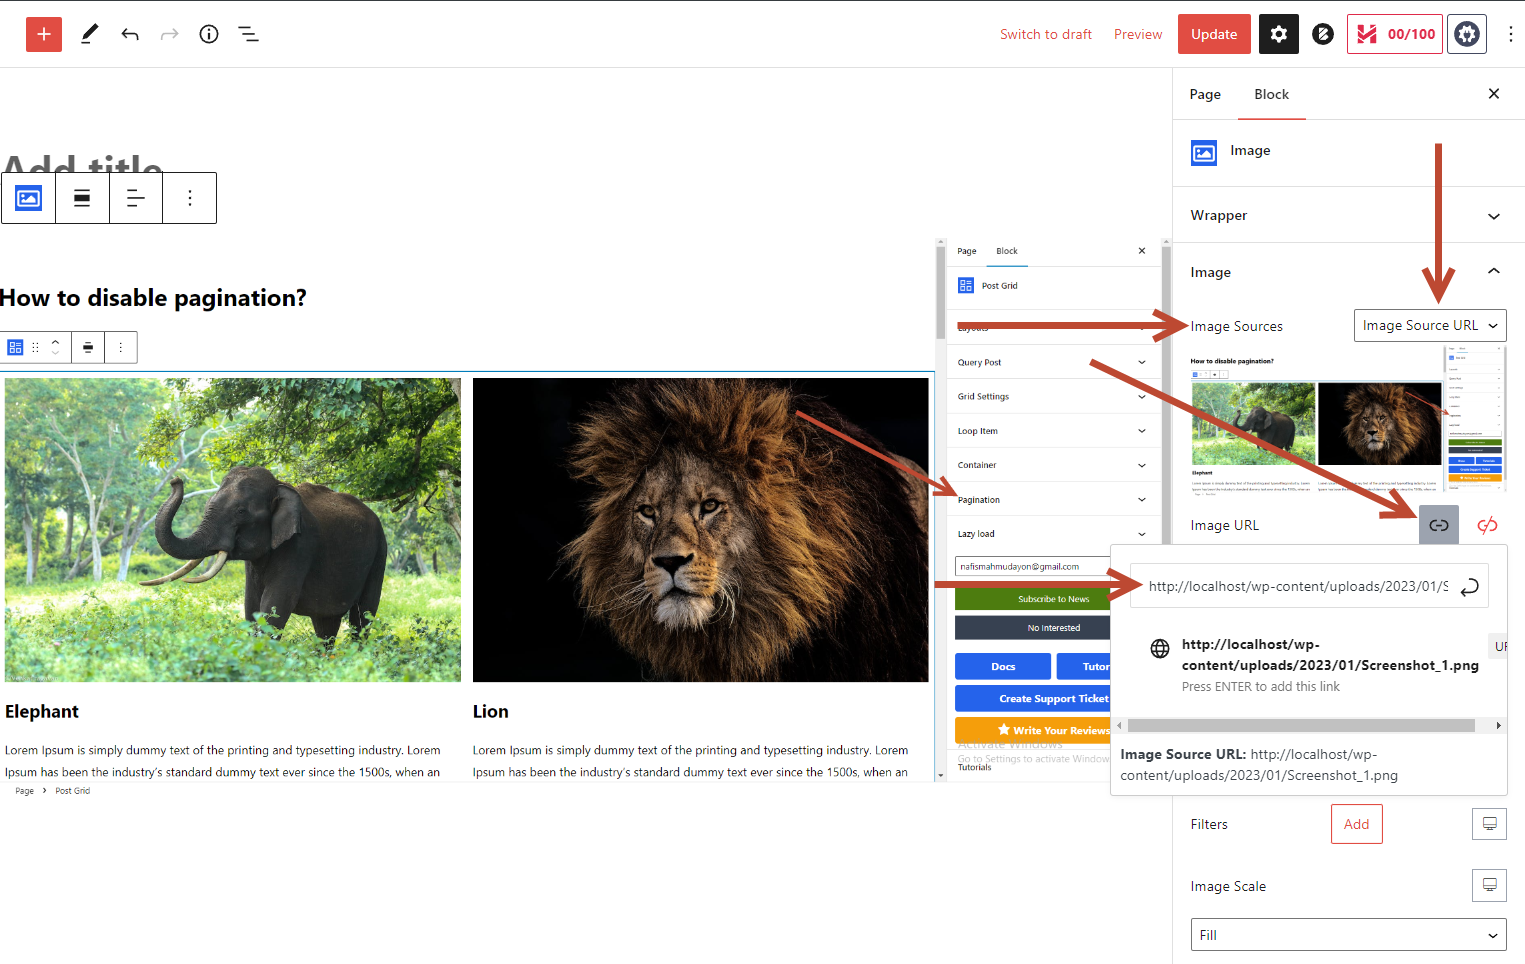 Switch to draft
Preview
Update
00/100
Page
Block
Add title
Image
Wrapper
Image
Image Sources
Image Source URL
How to disable pagination?
Page
Block
Post Grid
Layouts
Query Post
Grid Settings
Loop Item
Container
Pagination
Lazy load
nafismahmudayon@gmail.com
Subscribe to News
No Interested
Docs
Tutor
Create Support Ticket
Write Your Reviews
Activate Windows
Go to Settings to activate Window
Tutorials
Elephant
Lorem Ipsum is simply dummy text of the printing and typesetting industry. Lorem
Ipsum has been the industry's standard dummy text ever since the 1500s, when an
Lion
Lorem Ipsum is simply dummy text of the printing and typesetting industry. Lorem
Ipsum has been the industry's standard dummy text ever since the 1500s, when an
Page
Post Grid
How to disable pagination?
Elephant
Image URL
http://localhost/wp-content/uploads/2023/01/S
http://localhost/wp-
content/uploads/2023/01/Screenshot_1.png
Press ENTER to add this link
UR
Image Source URL: http://localhost/wp-
content/uploads/2023/01/Screenshot_1.png
Filters
Add
Image Scale
Fill